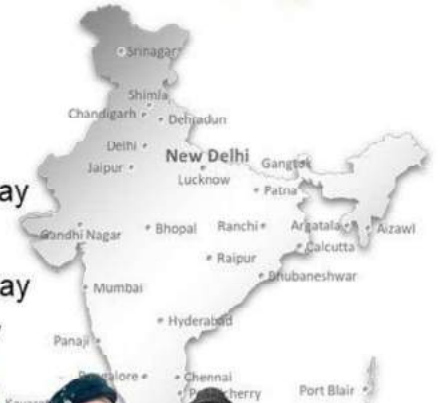 Srinagar
Shimla
Chandigarh
Dehradun
Delhi
New Delhi
Gangtok
Jaipur
Lucknow
Patna
ay
Gandhi Nagar
Bhopal
Ranchi
Argatala
Aizawl
Calcutta
Raipur
ay
Bhubaneshwar
Mumbai
Hyderabad
Panaji
Chennai
Port Blair